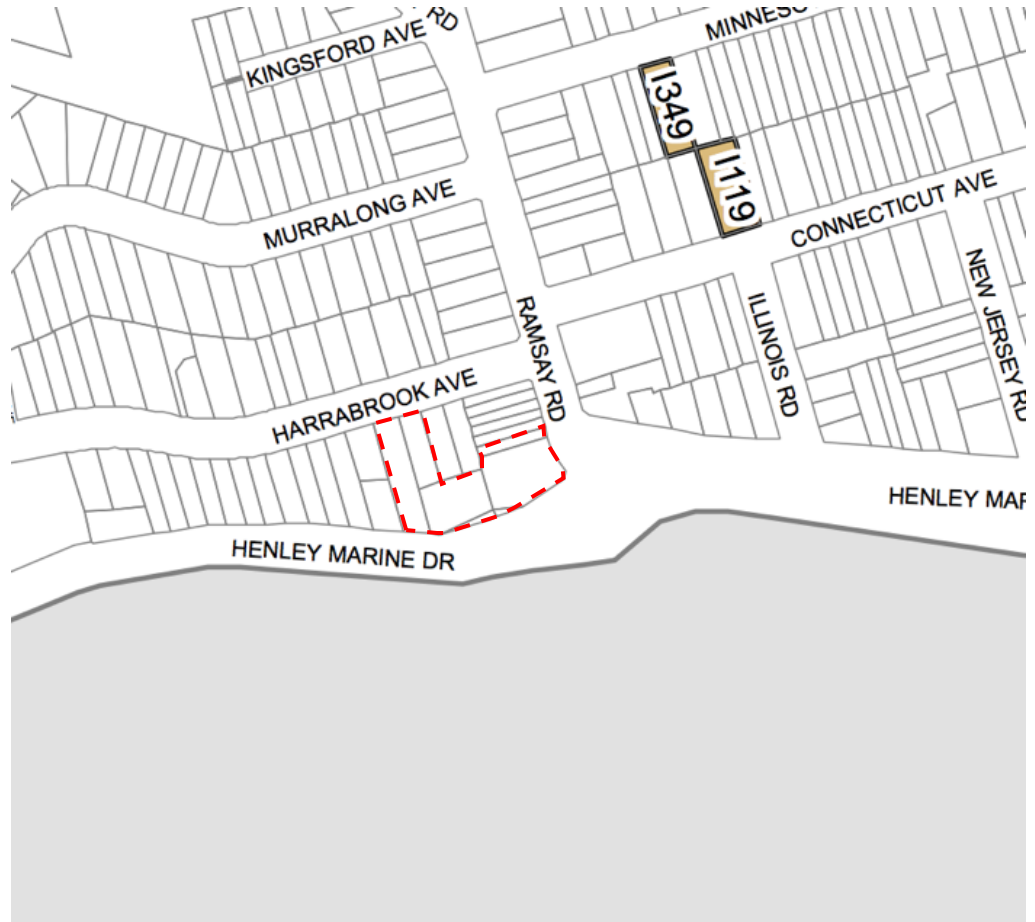 RD
KINGSFORD AVE
MINNESO
I349
I119
MURRALONG AVE
CONNECTICUT AVE
RAMSAY RD
ILLINOIS RD
NEW JERSEY RD
HARRABROOK AVE
HENLEY MAR
HENLEY MARINE DR